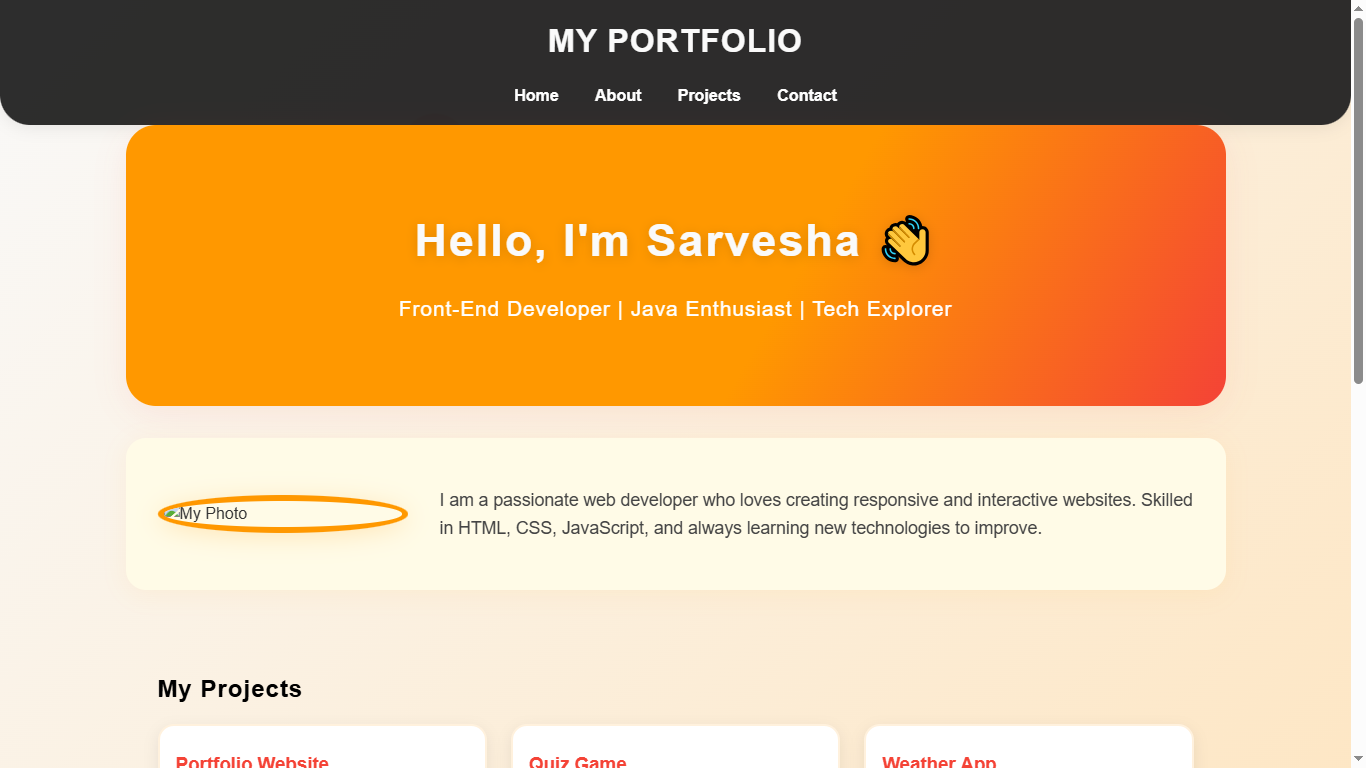 MY PORTFOLIO
Home About Projects Contact
Hello, I'm Sarvesha 👋
Front-End Developer | Java Enthusiast | Tech Explorer
My Photo
I am a passionate web developer who loves creating responsive and interactive websites. Skilled
in HTML, CSS, JavaScript, and always learning new technologies to improve.
My Projects
Portfolio Website
Quiz Game
Weather App